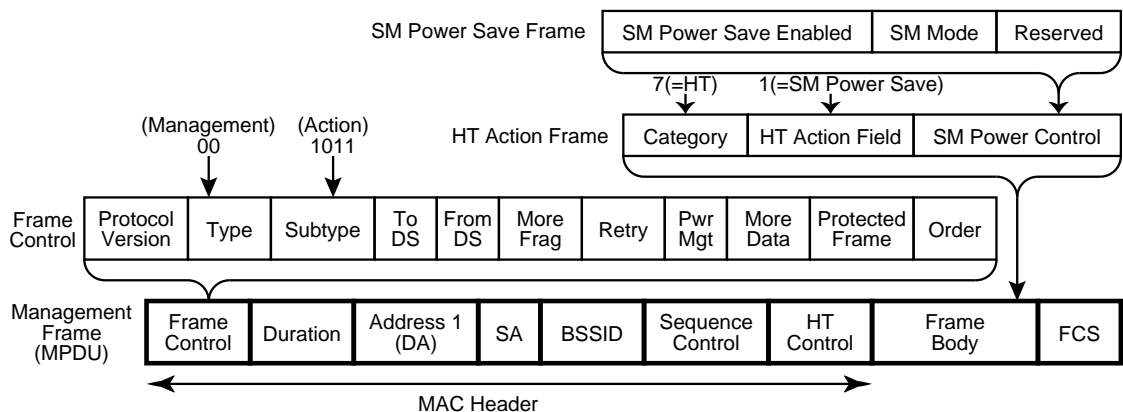 SM Power Save Frame
SM Power Save Enabled
SM Mode
Reserved
7(=HT)
1(=SM Power Save)
HT Action Frame
Category
HT Action Field
SM Power Control
(Management)
00
(Action)
1011
Frame
Control
Protocol
Version
Type
Subtype
To
DS
From
DS
More
Frag
Retry
Pwr
Mgt
More
Data
Protected
Frame
Order
Management
Frame
(MPDU)
Frame
Control
Duration
Address 1
(DA)
SA
BSSID
Sequence
Control
HT
Control
Frame
Body
FCS
MAC Header